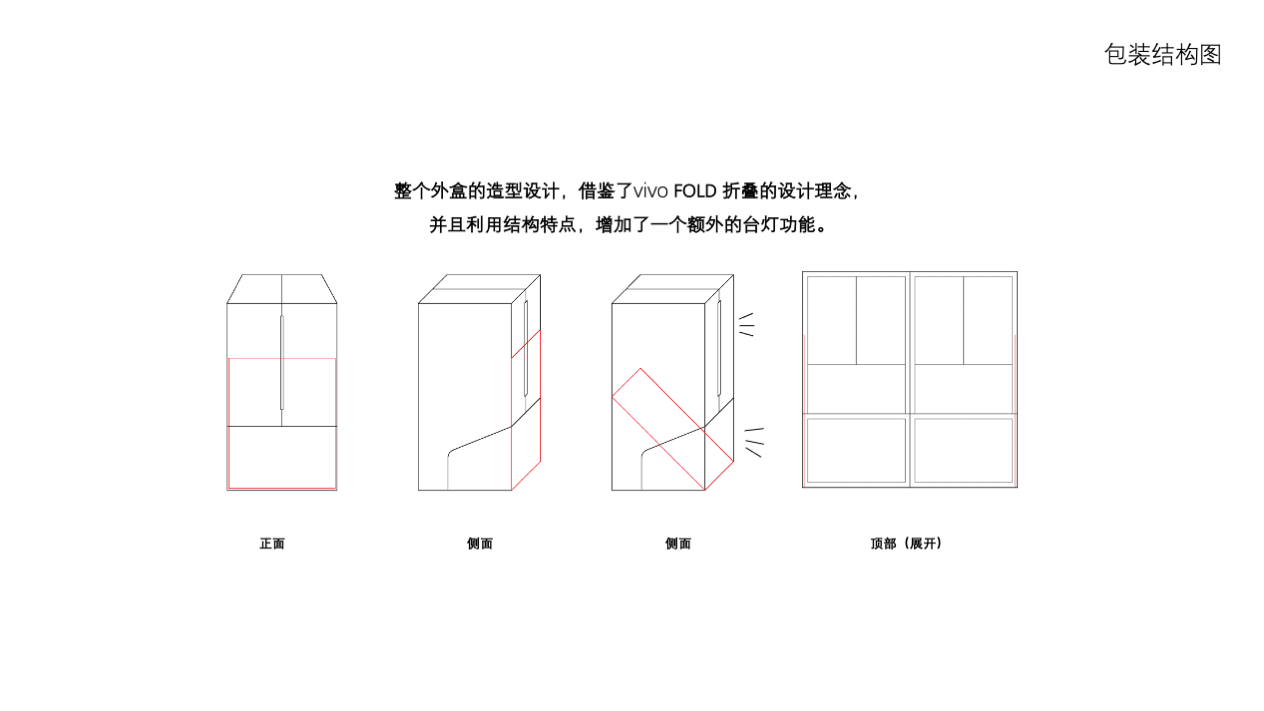 包装结构图
整个外盒的造型设计，借鉴了vivo FOLD 折叠的设计理念，
并且利用结构特点，增加了一个额外的台灯功能。
正面
侧面
侧面
顶部（展开）